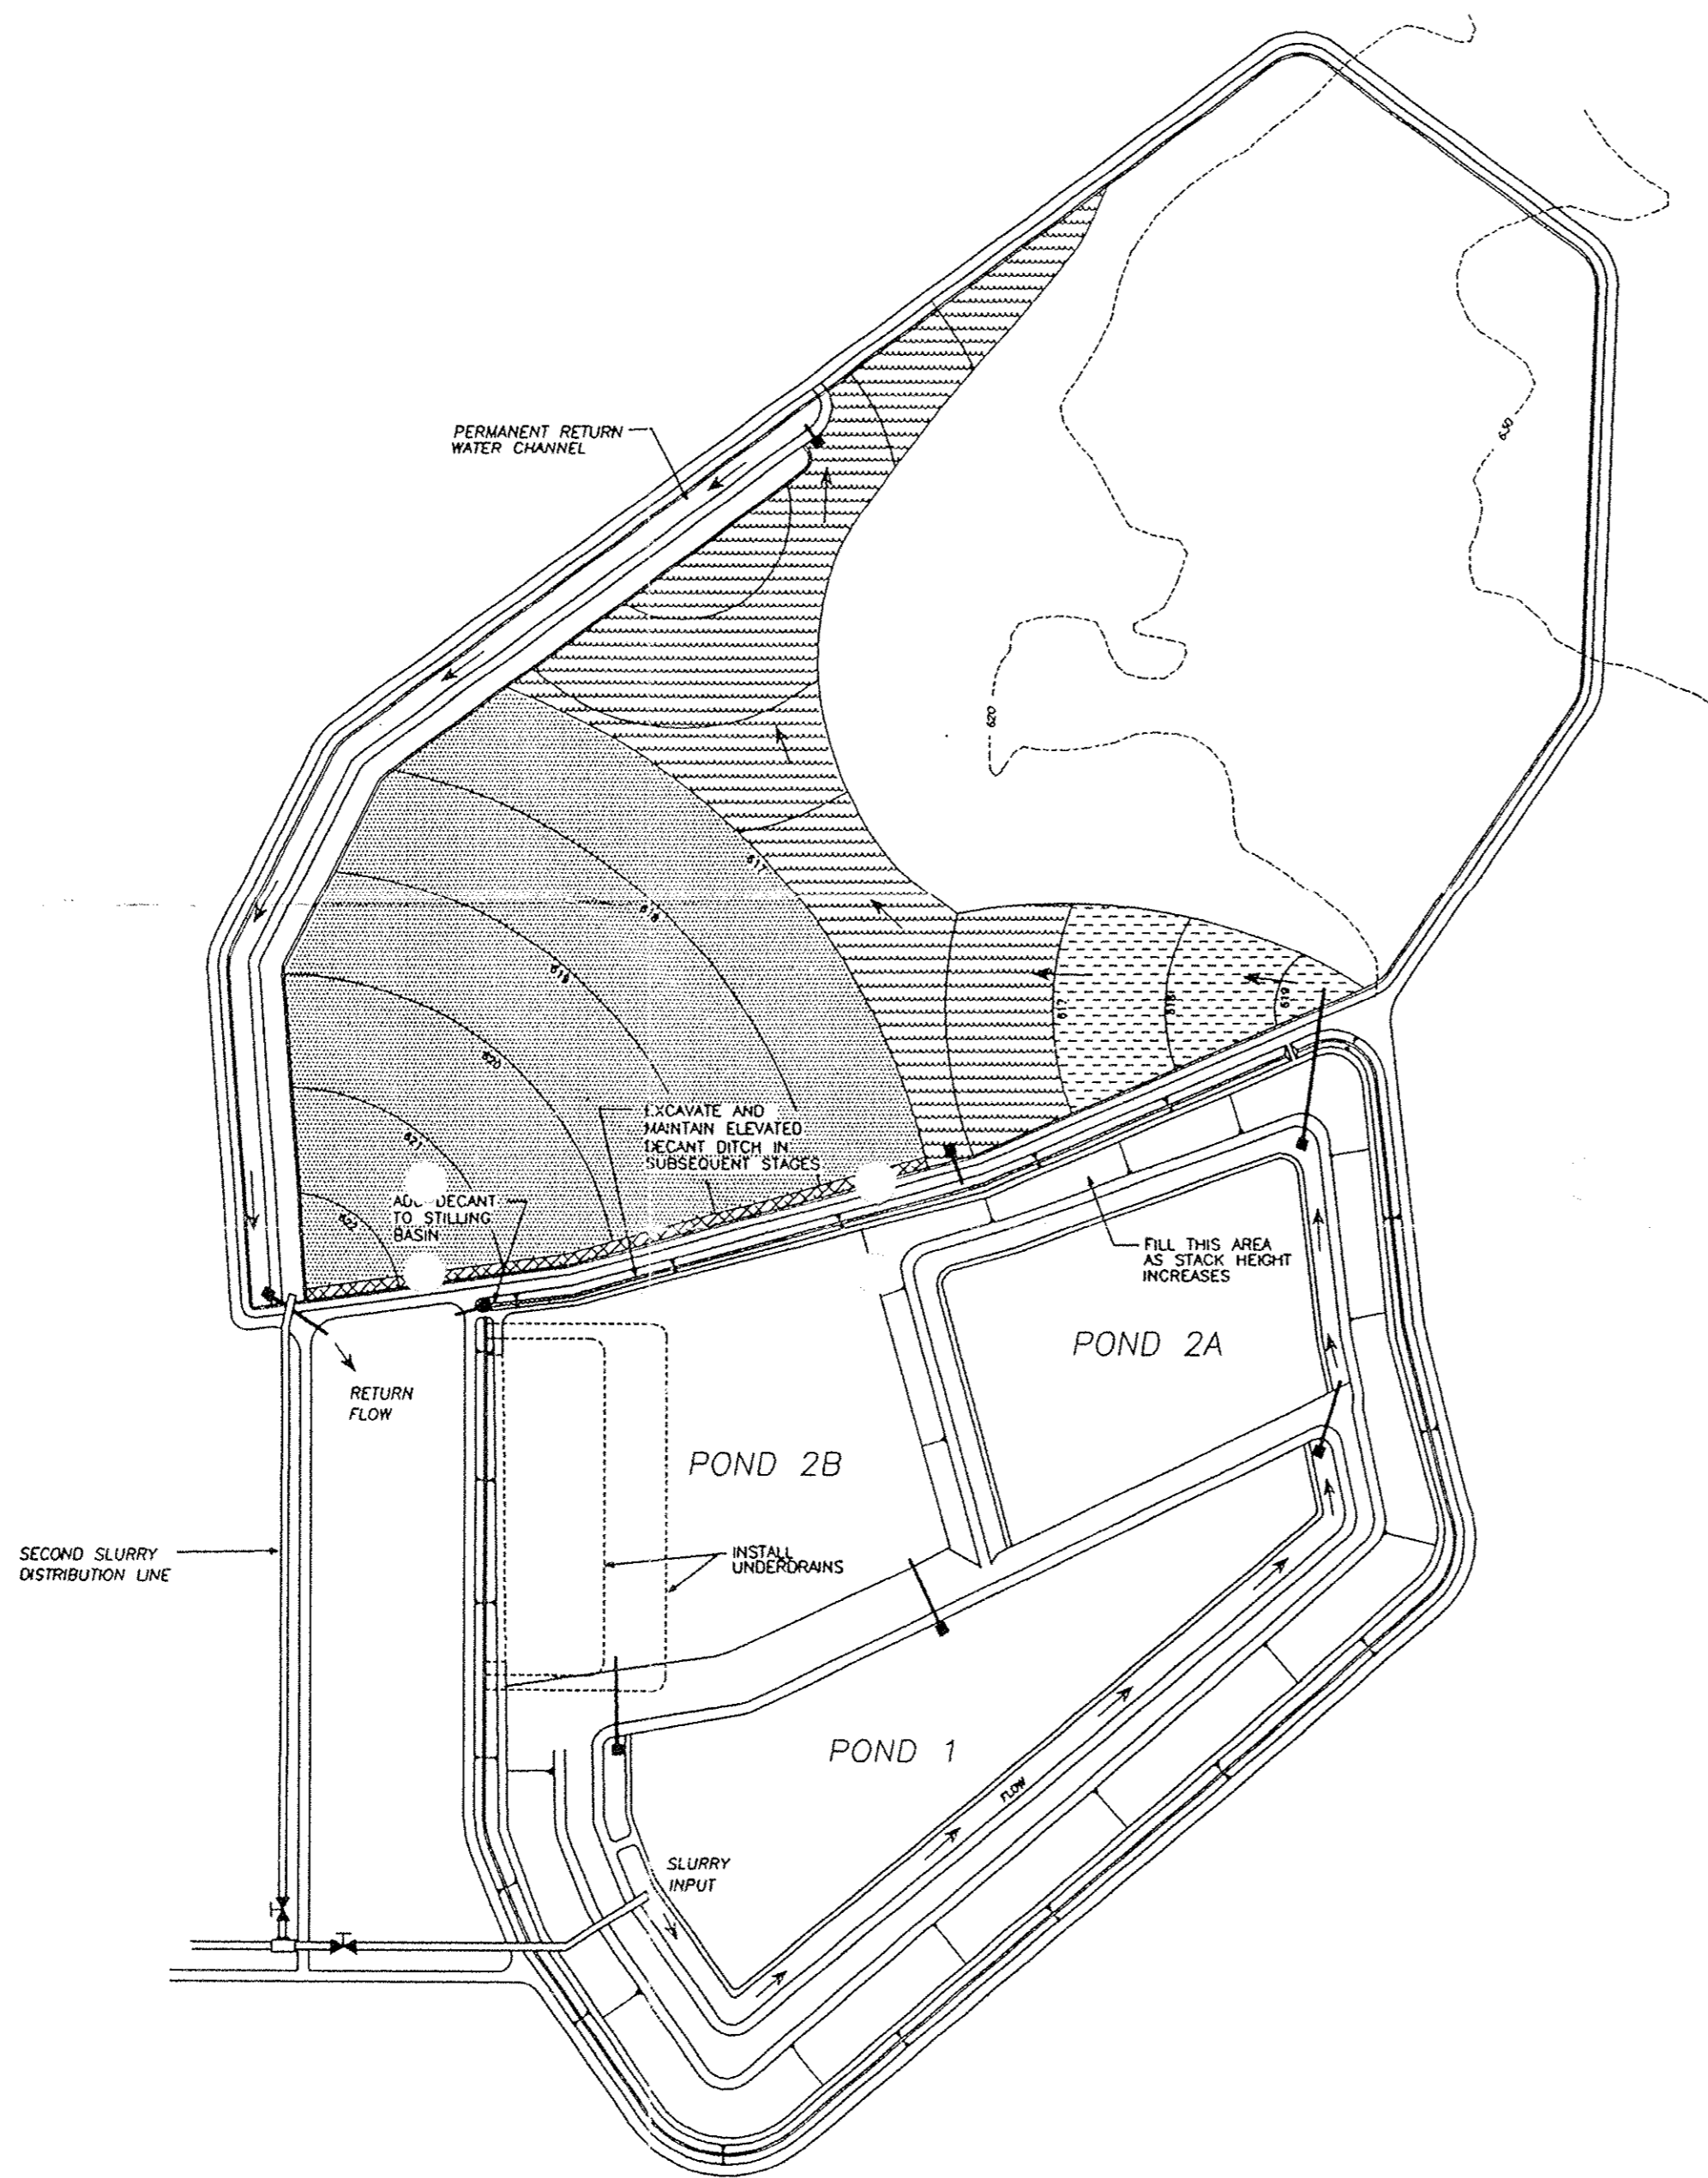 PERMANENT RETURN
WATER CHANNEL
630
620
617
618
619
620
621
622
617
618
619
EXCAVATE AND
MAINTAIN ELEVATED
DECANT DITCH IN
SUBSEQUENT STAGES
DECANT
TO STILLING
BASIN
FILL THIS AREA
AS STACK HEIGHT
INCREASES
POND 2A
RETURN
FLOW
POND 2B
SECOND SLURRY
DISTRIBUTION LINE
INSTALL
UNDERDRAINS
POND 1
FLOW
SLURRY
INPUT